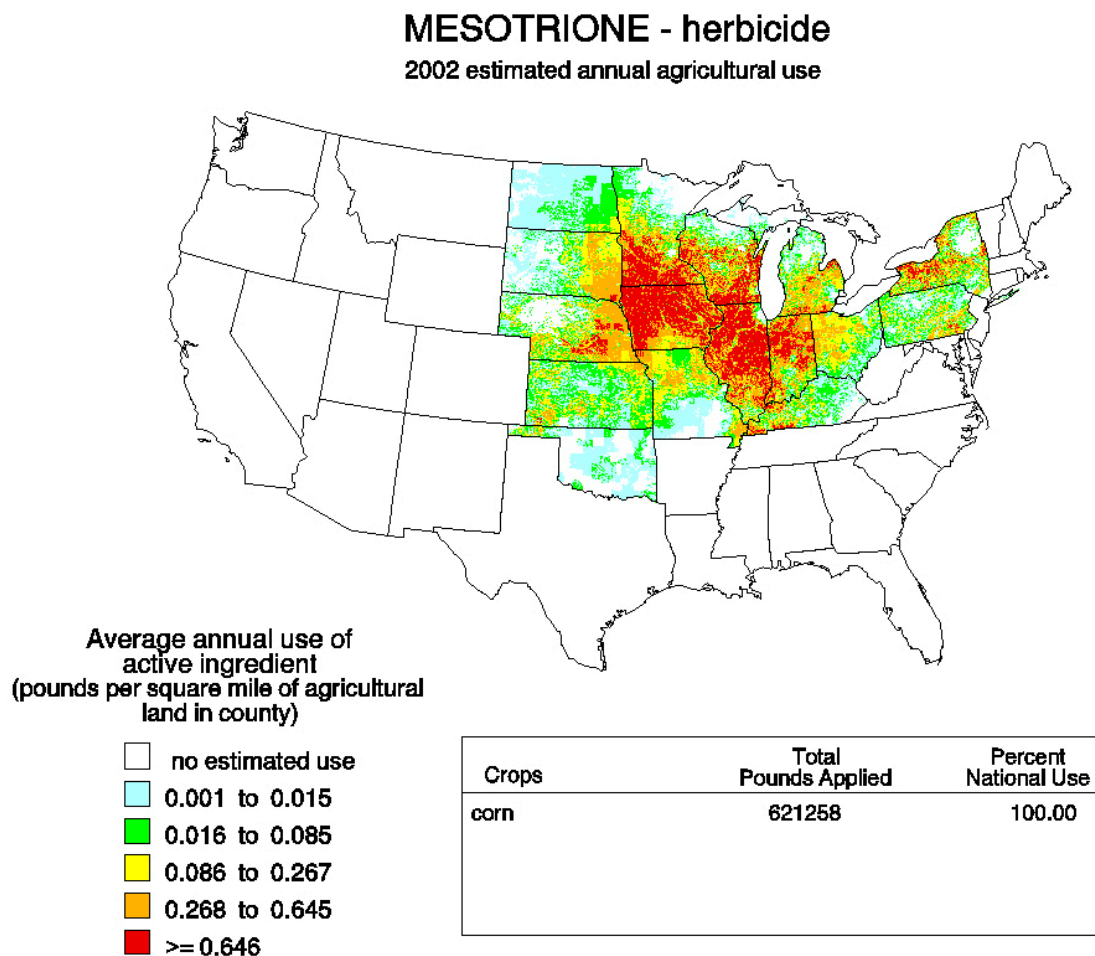 MESOTRIONE - herbicide
2002 estimated annual agricultural use
Average annual use of
active ingredient
(pounds per square mile of agricultural
land in county)
no estimated use
0.001 to 0.015
0.016 to 0.085
0.086 to 0.267
0.268 to 0.645
>= 0.646
Crops Total Pounds Applied Percent National Use
corn 621258 100.00